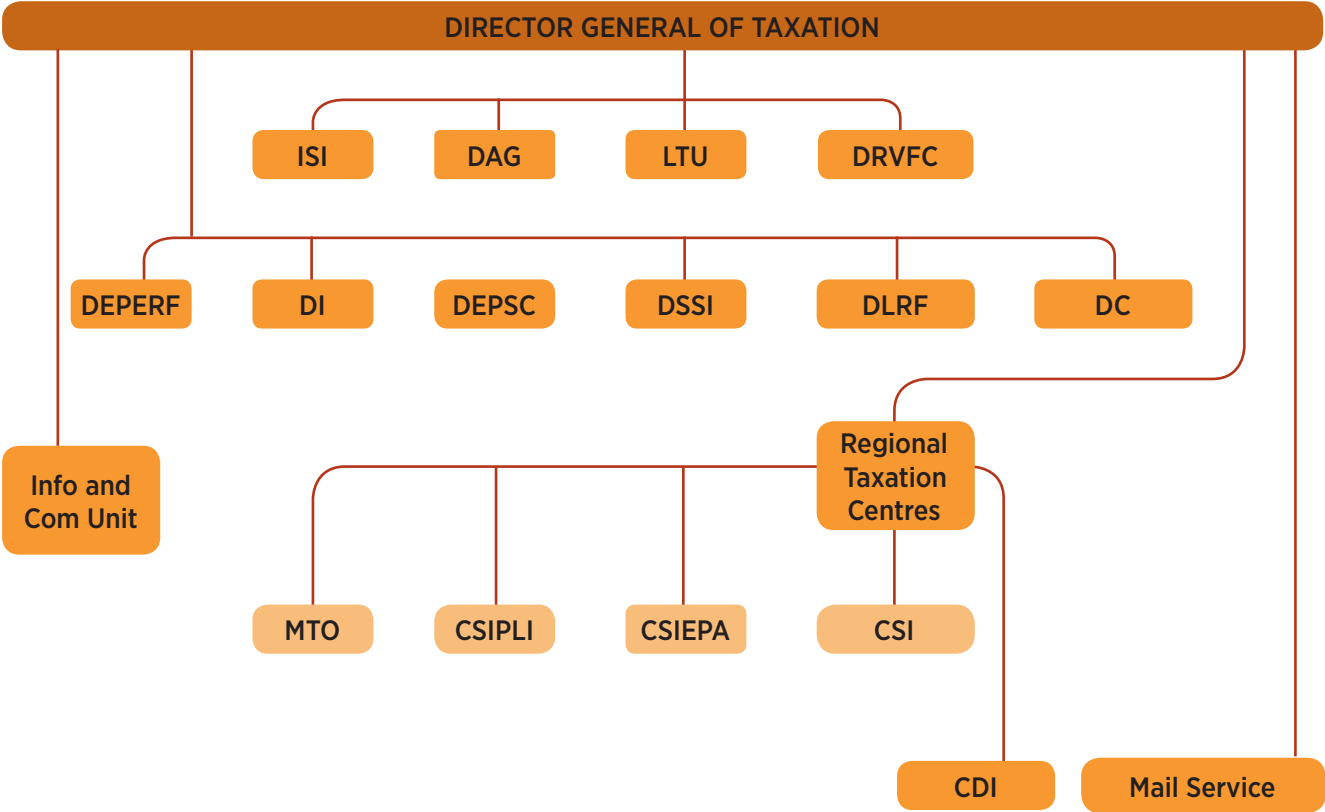 DIRECTOR GENERAL OF TAXATION
ISI
DAG
LTU
DRVFC
DEPERF
DI
DEPSC
DSSI
DLRF
DC
Regional
Taxation
Centres
Info and
Com Unit
MTO
CSIPLI
CSIEPA
CSI
CDI
Mail Service